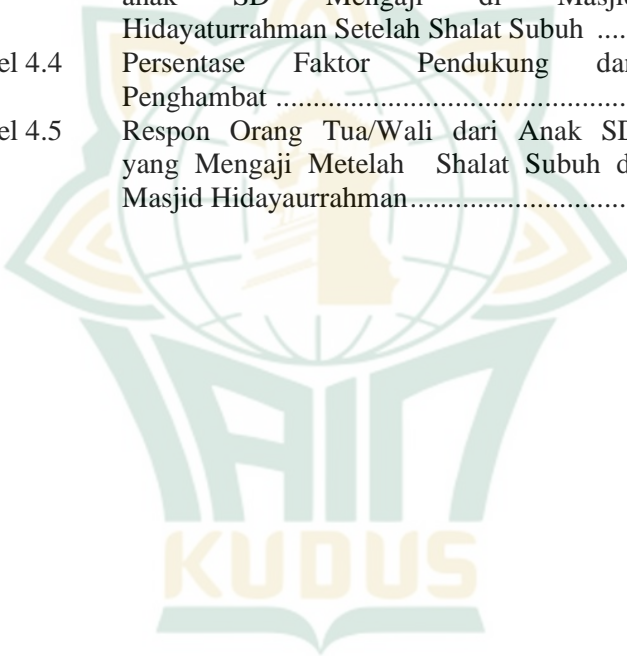 anak SD Mengaji di Masjid
Hidayaturrahman Setelah Shalat Subuh ....
el 4.4 Persentase Faktor Pendukung dan
Penghambat ........................................................
el 4.5 Respon Orang Tua/Wali dari Anak SD
yang Mengaji Metelah Shalat Subuh d
Masjid Hidayaurrahman...................................
IAIN
KUDUS